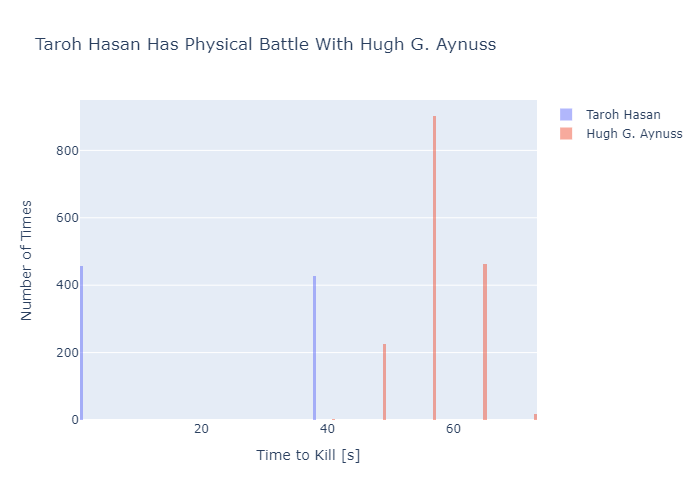 Taroh Hasan Has Physical Battle With Hugh G. Aynuss
Taroh Hasan
Hugh G. Aynuss
Number of Times
800
600
400
200
0
20
40
60
Time to Kill [s]